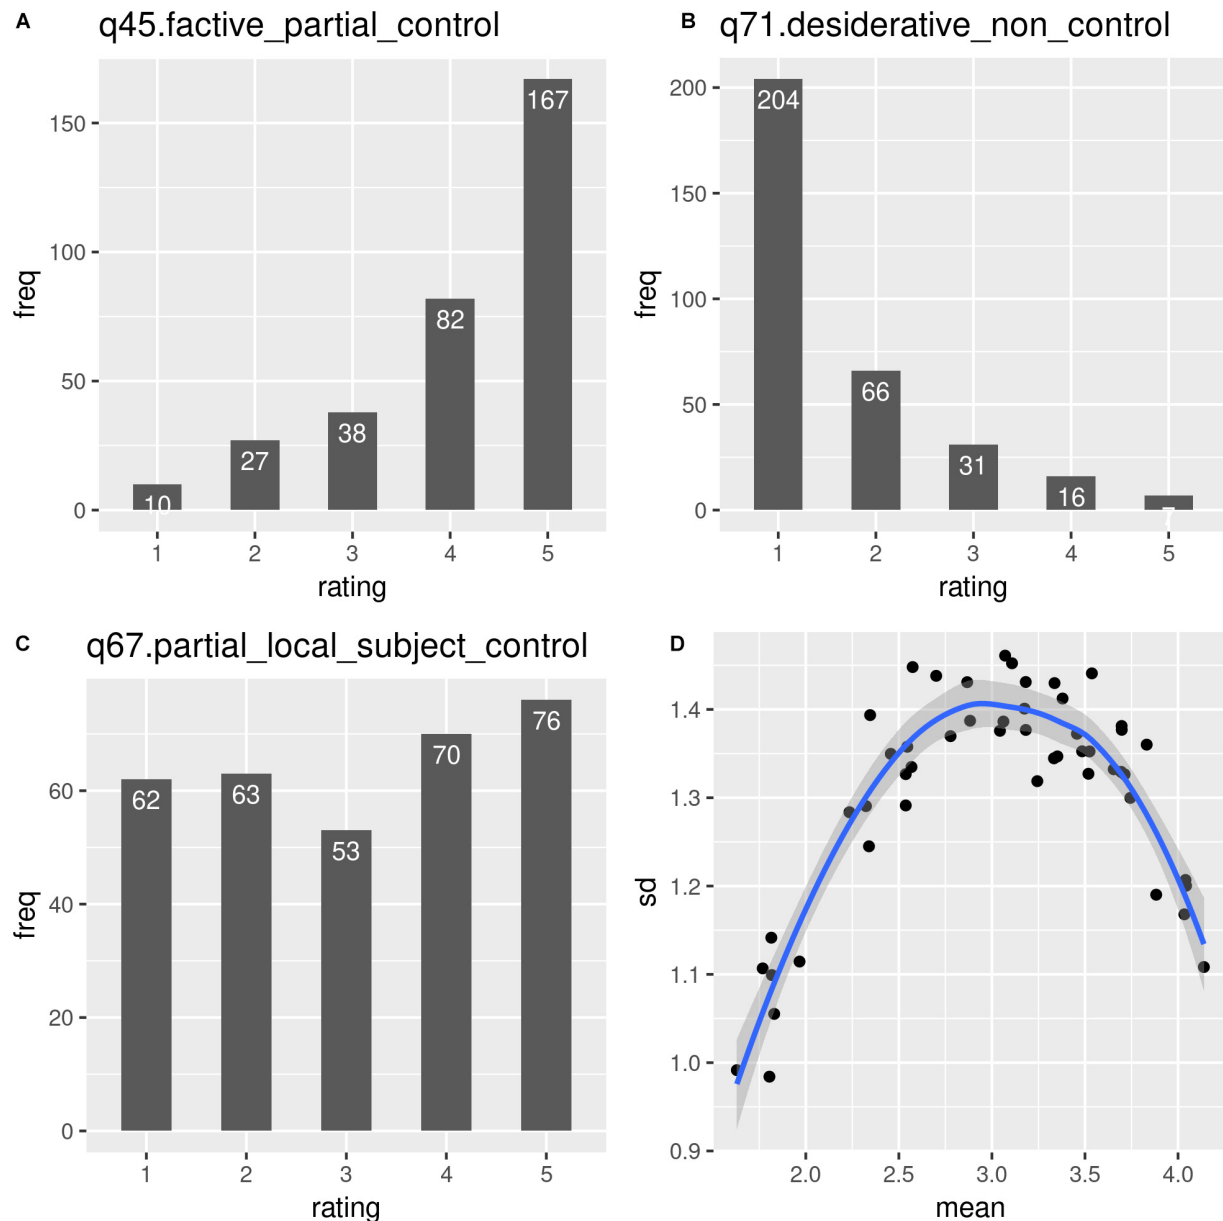 A
q45.factive_partial_control
freq
150
100
50
0
10
27
38
82
167
1 2 3 4 5
rating
B
q71.desiderative_non_control
freq
200
150
100
50
0
204
66
31
16
7
1 2 3 4 5
rating
C
q67.partial_local_subject_control
freq
60
40
20
0
62
63
53
70
76
1 2 3 4 5
rating
D
sd
1.4
1.3
1.2
1.1
1.0
0.9
2.0 2.5 3.0 3.5 4.0
mean